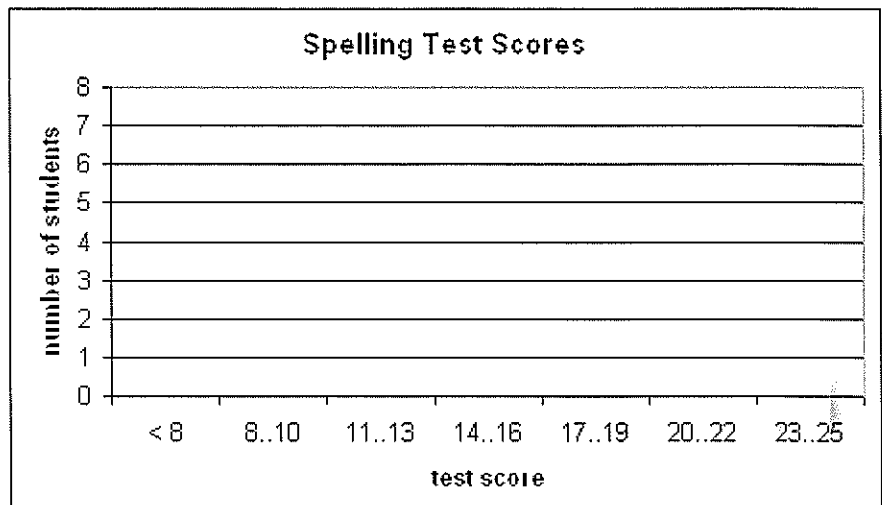 Spelling Test Scores
number of students
8
7
6
5
4
3
2
1
0
< 8 8..10 11..13 14..16 17..19 20..22 23..25
test score